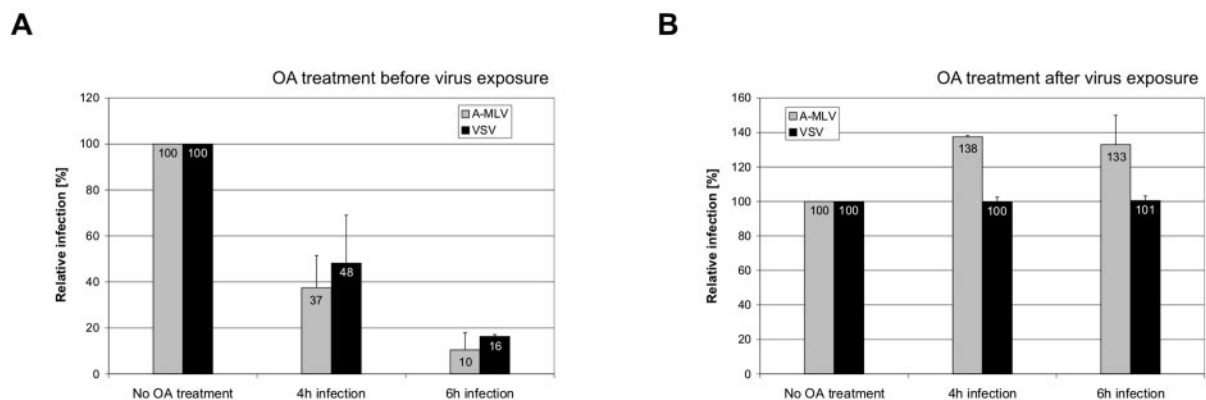 A
OA treatment before virus exposure
120
100
80
60
40
20
0
Relative infection [%]
A-MLV
VSV
100 100
37 48
10 16
No OA treatment 4h infection 6h infection
B
OA treatment after virus exposure
160
140
120
100
80
60
40
20
0
Relative infection [%]
A-MLV
VSV
100 100
138 100
133 101
No OA treatment 4h infection 6h infection